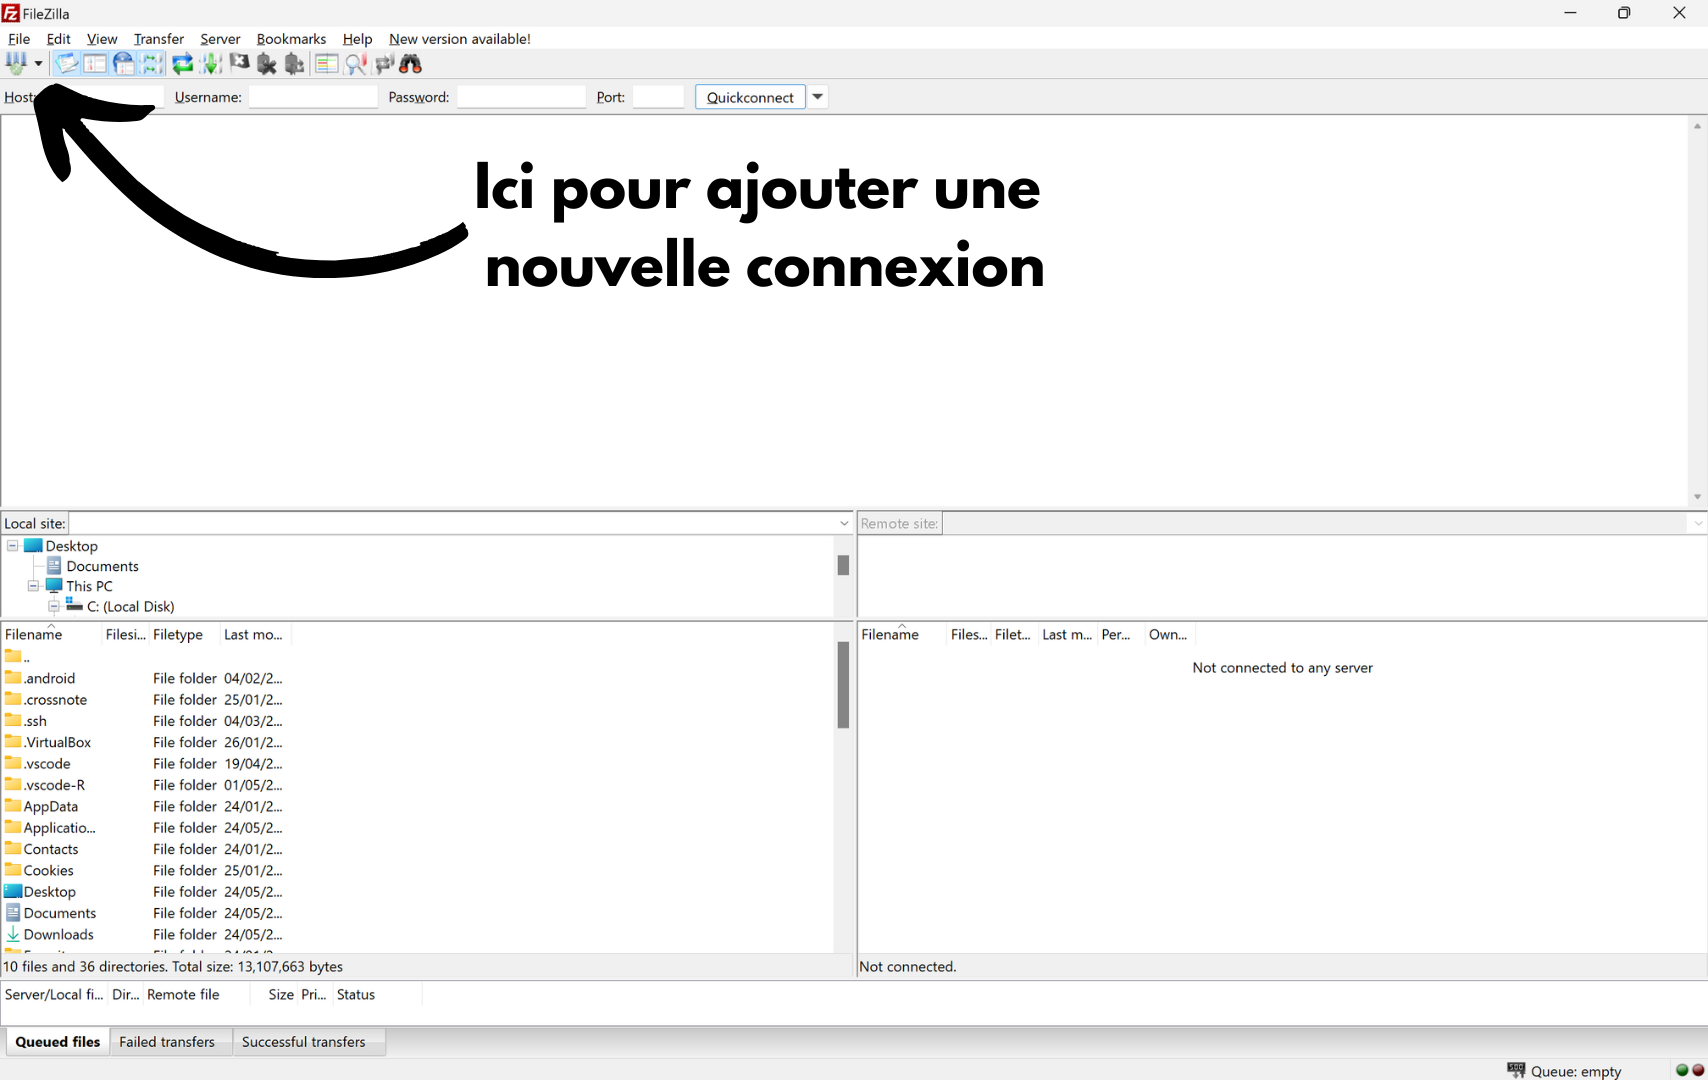 FileZilla
File Edit View Transfer Server Bookmarks Help New version available!
Host: Username: Password: Port: Quickconnect
Ici pour ajouter une
nouvelle connexion
Local site:
Desktop
Documents
This PC
C: (Local Disk)
Filename Filesi... Filetype Last mo...
..
.android File folder 04/02/2...
.crossnote File folder 25/01/2...
.ssh File folder 04/03/2...
.VirtualBox File folder 26/01/2...
.vscode File folder 19/04/2...
.vscode-R File folder 01/05/2...
AppData File folder 24/01/2...
Applicatio... File folder 24/05/2...
Contacts File folder 24/01/2...
Cookies File folder 25/01/2...
Desktop File folder 24/05/2...
Documents File folder 24/05/2...
Downloads File folder 24/05/2...
10 files and 36 directories. Total size: 13,107,663 bytes
Remote site:
Filename Files... Filet... Last m... Per... Own...
Not connected to any server
Not connected.
Server/Local fi... Dir... Remote file Size Pri... Status
Queued files Failed transfers Successful transfers
Queue: empty